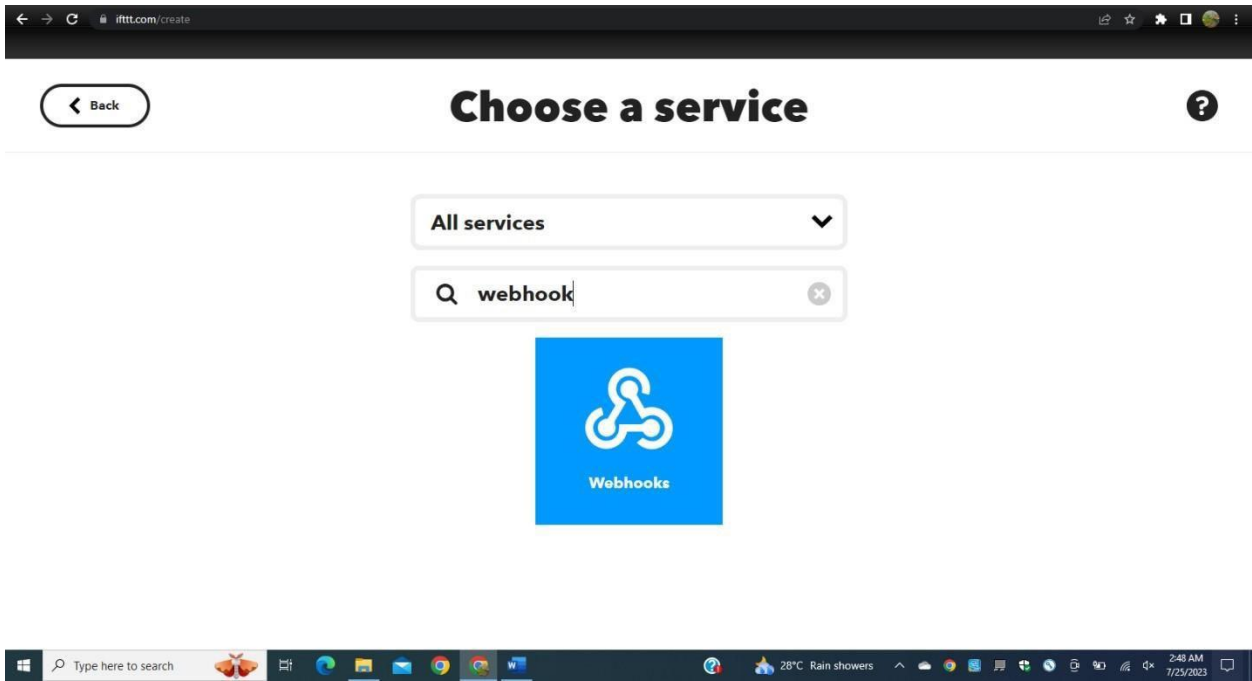 ifttt.com/create
Back
Choose a service
All services
webhook
Webhooks
Type here to search
28°C Rain showers
2:48 AM
7/25/2023